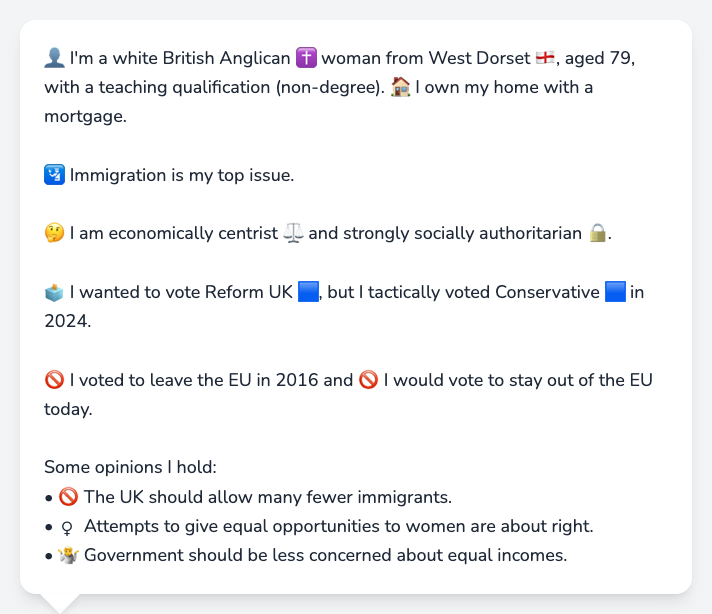 👤 I'm a white British Anglican ✝️ woman from West Dorset 🏴󠁧󠁢󠁥󠁮󠁧󠁿, aged 79,
with a teaching qualification (non-degree). 🏠 I own my home with a
mortgage.
🛂 Immigration is my top issue.
🤔 I am economically centrist ⚖️ and strongly socially authoritarian 🔒.
🗳️ I wanted to vote Reform UK 🟦, but I tactically voted Conservative 🟦 in
2024.
🚫 I voted to leave the EU in 2016 and 🚫 I would vote to stay out of the EU
today.
Some opinions I hold:
• 🚫 The UK should allow many fewer immigrants.
• ♀ Attempts to give equal opportunities to women are about right.
• 🤷 Government should be less concerned about equal incomes.